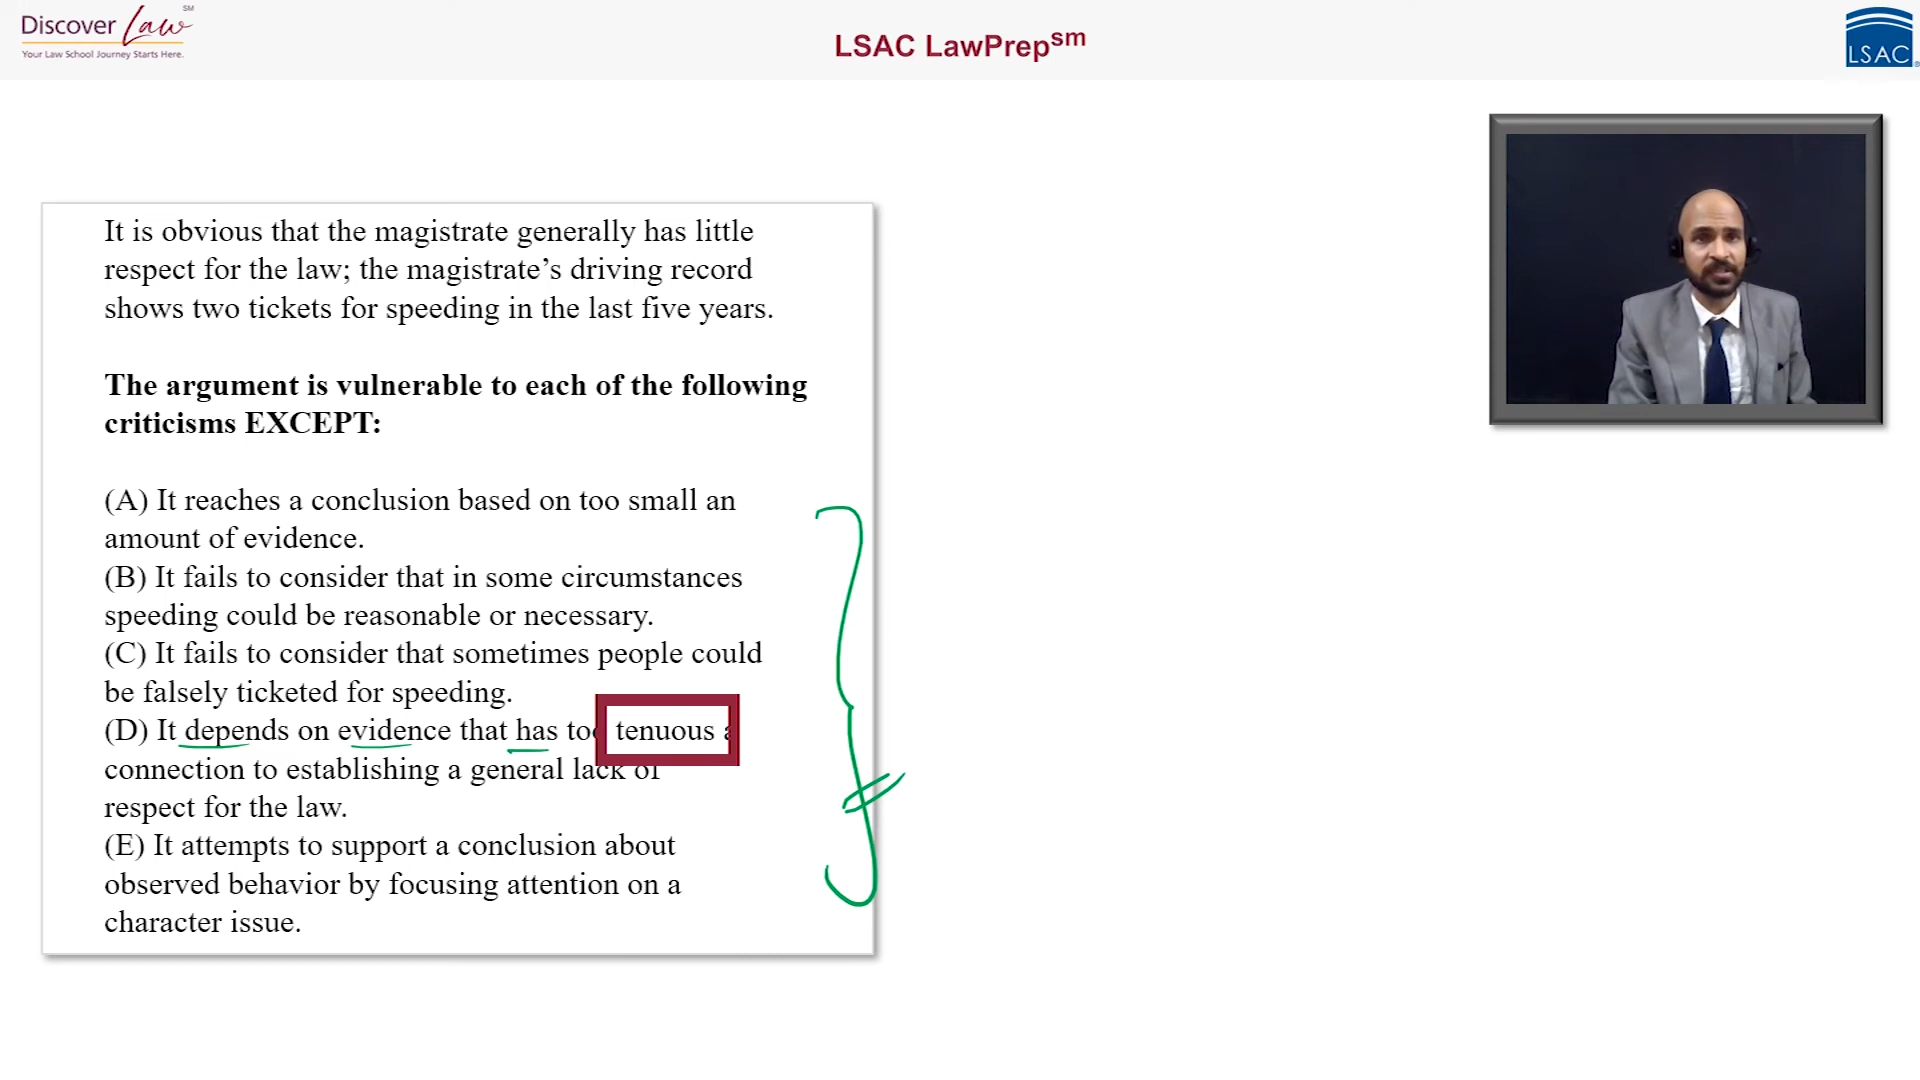 Discover Law SM
Your Law School Journey Starts Here.
LSAC LawPrepsm
LSAC®
It is obvious that the magistrate generally has little
respect for the law; the magistrate’s driving record
shows two tickets for speeding in the last five years.
The argument is vulnerable to each of the following
criticisms EXCEPT:
(A) It reaches a conclusion based on too small an
amount of evidence.
(B) It fails to consider that in some circumstances
speeding could be reasonable or necessary.
(C) It fails to consider that sometimes people could
be falsely ticketed for speeding.
(D) It depends on evidence that has too tenuous a
connection to establishing a general lack of
respect for the law.
(E) It attempts to support a conclusion about
observed behavior by focusing attention on a
character issue.